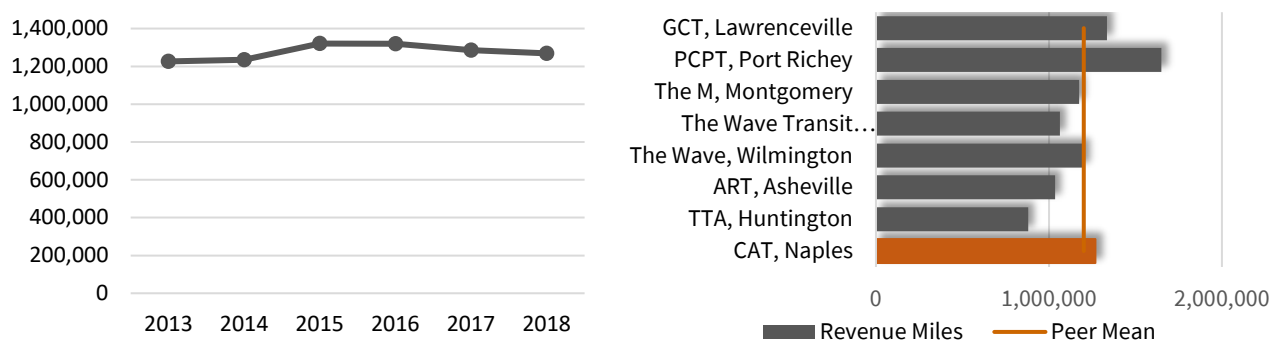 1,400,000
1,200,000
1,000,000
800,000
600,000
400,000
200,000
0
2013 2014 2015 2016 2017 2018
GCT, Lawrenceville
PCPT, Port Richey
The M, Montgomery
The Wave Transit…
The Wave, Wilmington
ART, Asheville
TTA, Huntington
CAT, Naples
0 1,000,000 2,000,000
Revenue Miles Peer Mean